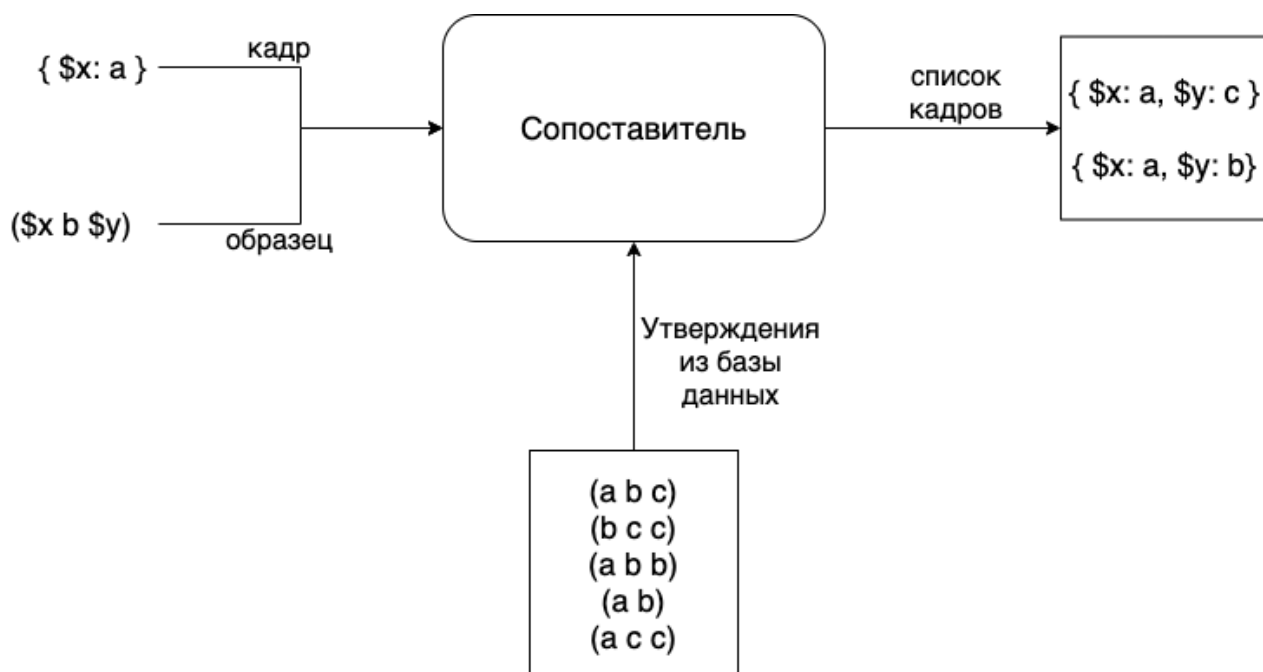 кадр
{ $x: a }
($x b $y)
образец
Сопоставитель
список
кадров
{ $x: a, $y: c }
{ $x: a, $y: b}
Утверждения
из базы
данных
(a b c)
(b c c)
(a b b)
(a b)
(a c c)